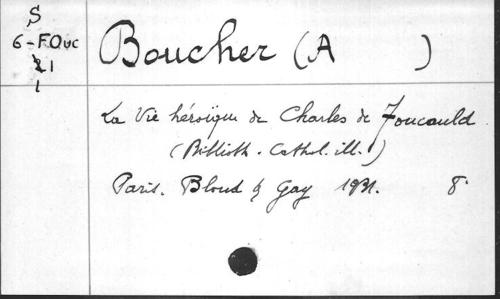 S
6-FOuc
21
1
Boucher (A )
La Vie héroïque de Charles de Foucauld
(Biblioth. Cathol. ill.)
Paris. Bloud & Gay 1931. 8°